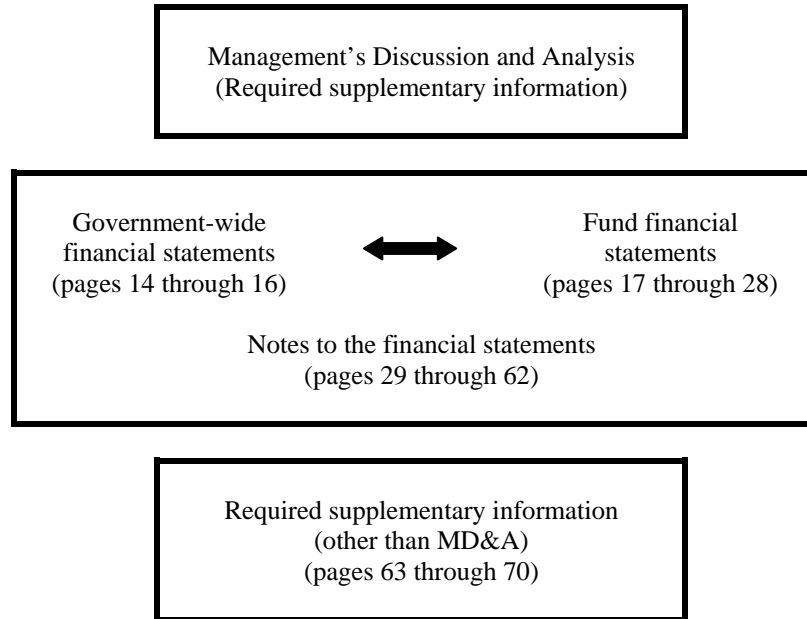 Management’s Discussion and Analysis
(Required supplementary information)
Government-wide
financial statements
(pages 14 through 16)
Fund financial
statements
(pages 17 through 28)
Notes to the financial statements
(pages 29 through 62)
Required supplementary information
(other than MD&A)
(pages 63 through 70)